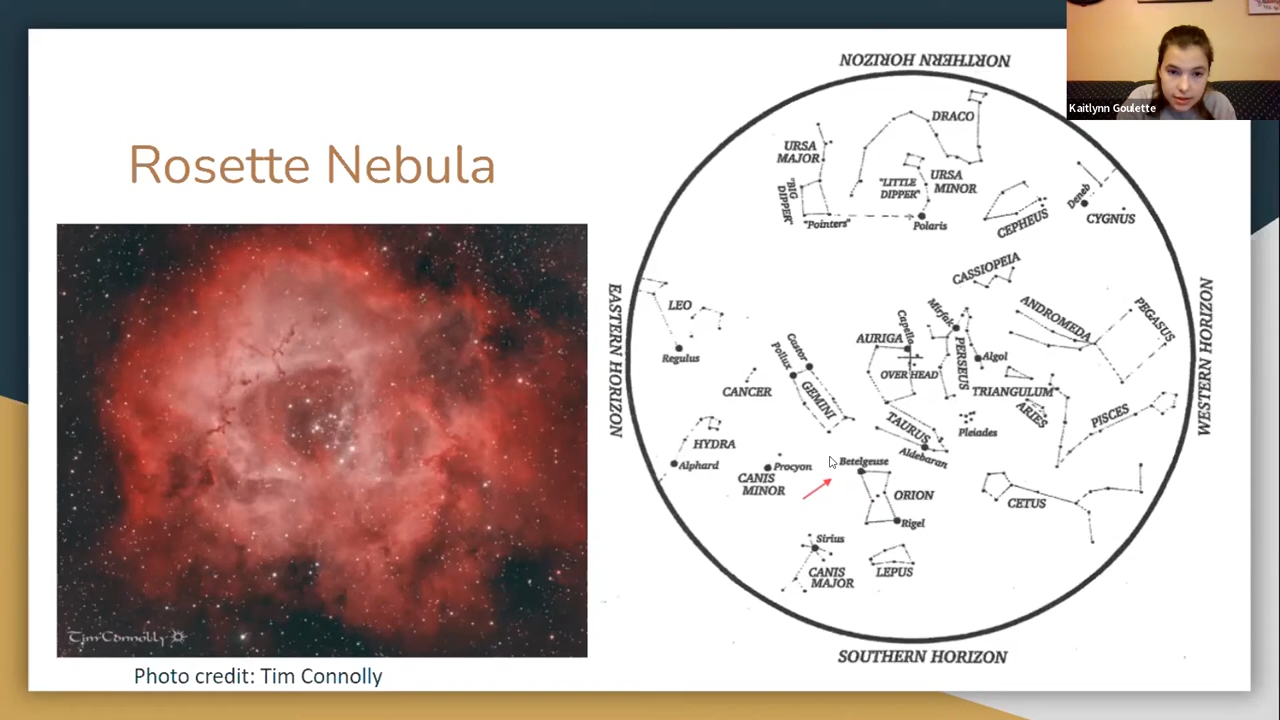 Rosette Nebula
Tim Connolly
Photo credit: Tim Connolly
Kaitlynn Goulette
NORTHERN HORIZON
DRACO
URSA
MAJOR
"BIG
DIPPER"
"LITTLE
DIPPER"
URSA
MINOR
"Pointers"
Polaris
CEPHEUS
Deneb
CYGNUS
CASSIOPEIA
LEO
Regulus
ANDROMEDA
PEGASUS
EASTERN HORIZON
WESTERN HORIZON
Mirfak
Capella
AURIGA
PERSEUS
Algol
OVER HEAD
Castor
Pollux
GEMINI
CANCER
TRIANGULUM
ARIES
PISCES
TAURUS
Pleiades
Aldebaran
HYDRA
Alphard
Procyon
CANIS
MINOR
Betelgeuse
ORION
Rigel
CETUS
Sirius
CANIS
MAJOR
LEPUS
SOUTHERN HORIZON